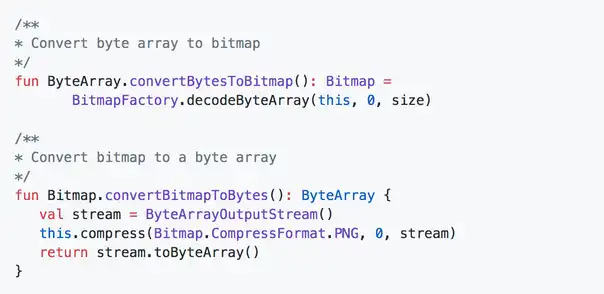 /**
* Convert byte array to bitmap
*/
fun ByteArray.convertBytesToBitmap(): Bitmap =
        BitmapFactory.decodeByteArray(this, 0, size)

/**
* Convert bitmap to a byte array
*/
fun Bitmap.convertBitmapToBytes(): ByteArray {
   val stream = ByteArrayOutputStream()
   this.compress(Bitmap.CompressFormat.PNG, 0, stream)
   return stream.toByteArray()
}